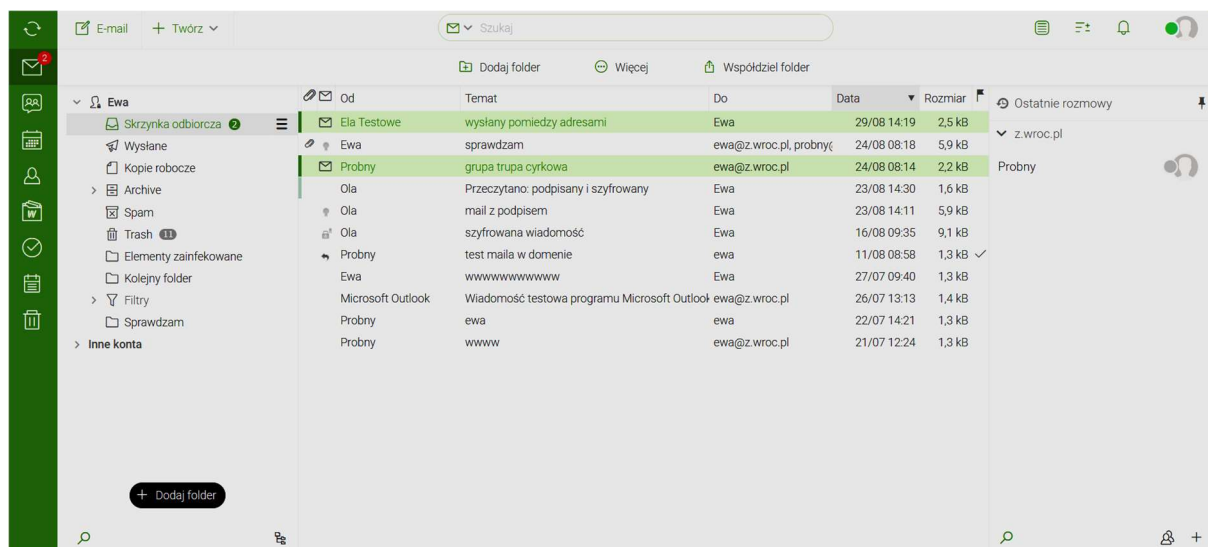 E-mail + Twórz Szukaj
2
Dodaj folder Więcej Współdziel folder
Ewa
Skrzynka odbiorcza 2
Wysłane
Kopie robocze
Archive
Spam
Trash 11
Elementy zainfekowane
Kolejny folder
Filtry
Sprawdzam
Inne konta
+ Dodaj folder
Od Temat Do Data Rozmiar
Ela Testowe wysłany pomiedzy adresami Ewa 29/08 14:19 2,5 kB
Ewa sprawdzam ewa@z.wroc.pl, probny@ 24/08 08:18 5,9 kB
Probny grupa trupa cyrkowa ewa@z.wroc.pl 24/08 08:14 2,2 kB
Ola Przeczytano: podpisany i szyfrowany Ewa 23/08 14:30 1,6 kB
Ola mail z podpisem Ewa 23/08 14:11 5,9 kB
Ola szyfrowana wiadomość Ewa 16/08 09:35 9,1 kB
Probny test maila w domenie ewa 11/08 08:58 1,3 kB
Ewa wwwwwwwwwww Ewa 27/07 09:40 1,3 kB
Microsoft Outlook Wiadomość testowa programu Microsoft Outlook ewa@z.wroc.pl 26/07 13:13 1,4 kB
Probny ewa ewa 22/07 14:21 1,3 kB
Probny wwww ewa@z.wroc.pl 21/07 12:24 1,3 kB
Ostatnie rozmowy
z.wroc.pl
Probny